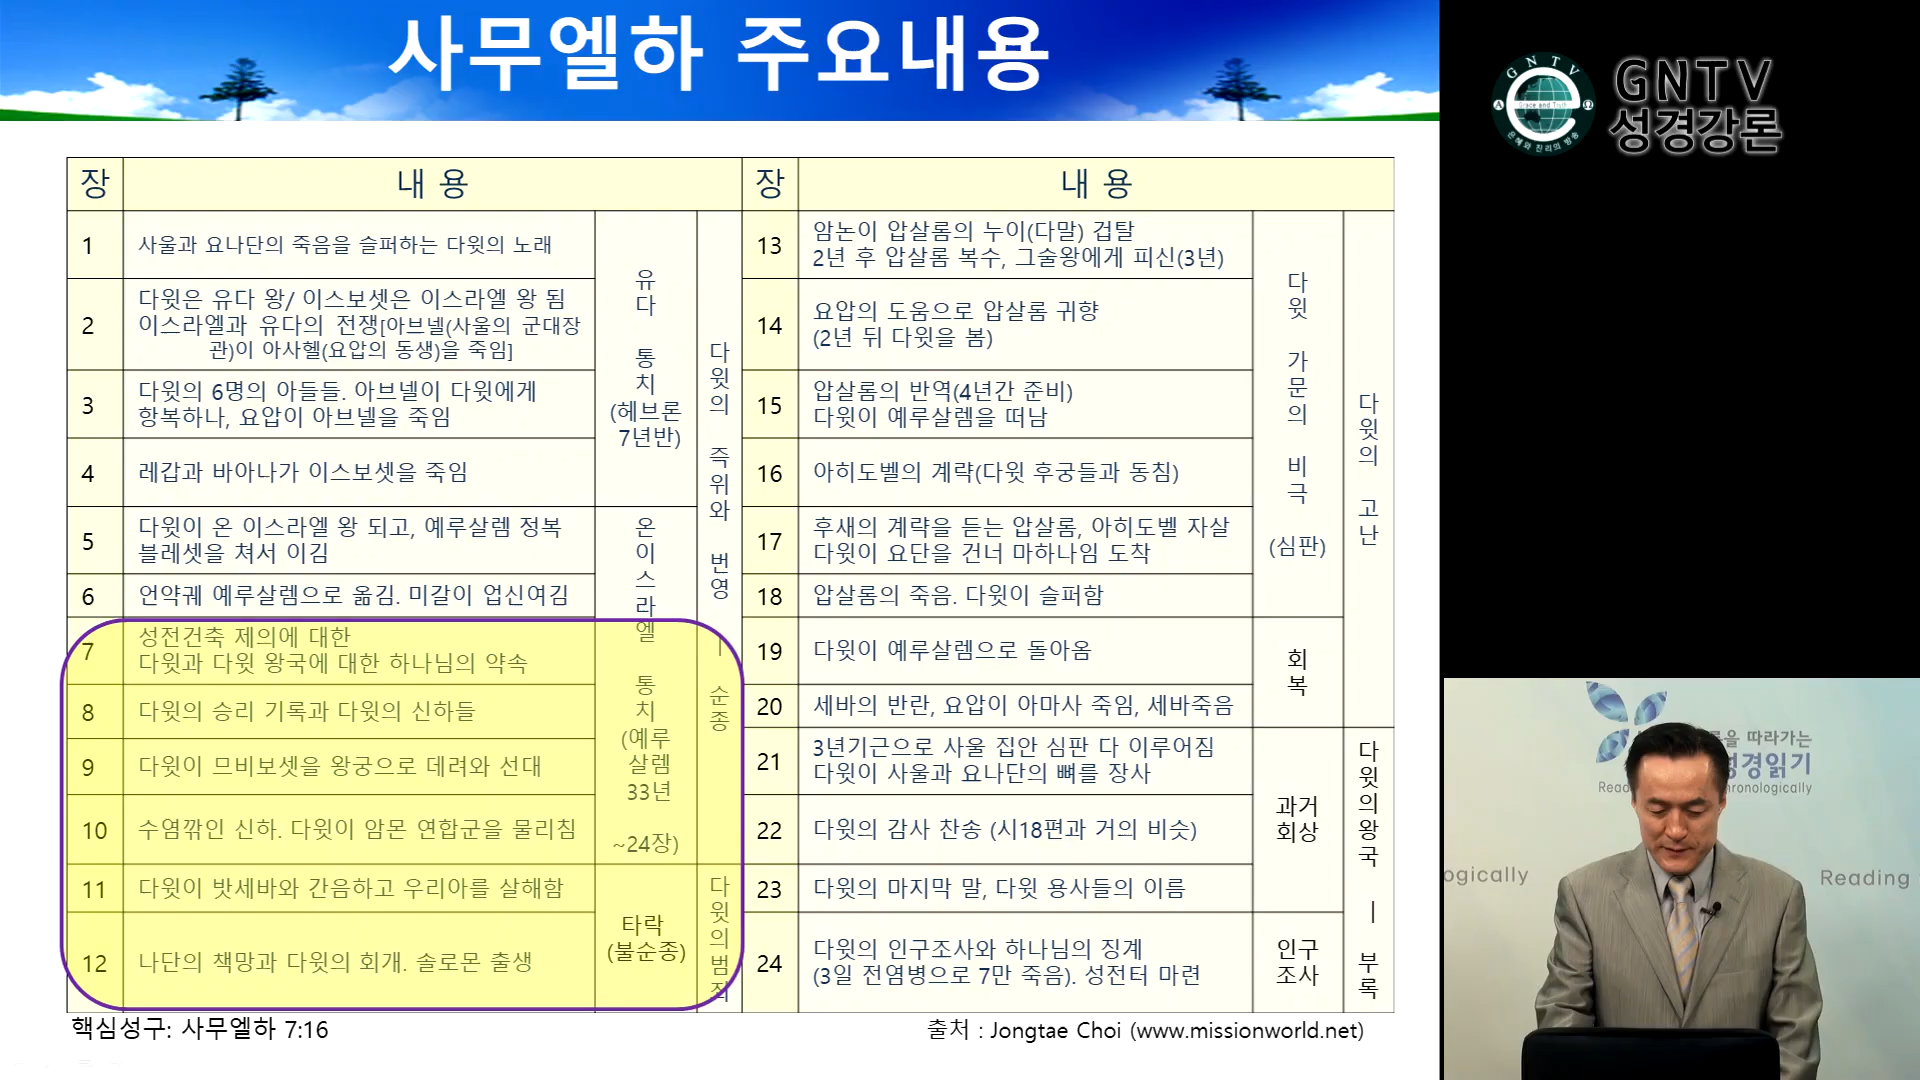 사무엘하 주요내용
GNTV
성경강론
GNTV
Grace and Truth
은혜와 진리의 방송
장
내 용
장
내 용
1
사울과 요나단의 죽음을 슬퍼하는 다윗의 노래
2
다윗은 유다 왕/ 이스보셋은 이스라엘 왕 됨
이스라엘과 유다의 전쟁[아브넬(사울의 군대장
관)이 아사헬(요압의 동생)을 죽임]
3
다윗의 6명의 아들들. 아브넬이 다윗에게
항복하나, 요압이 아브넬을 죽임
4
레갑과 바아나가 이스보셋을 죽임
유다 통치
(헤브론
7년반)
5
다윗이 온 이스라엘 왕 되고, 예루살렘 정복
블레셋을 쳐서 이김
6
언약궤 예루살렘으로 옮김. 미갈이 업신여김
7
성전건축 제의에 대한
다윗과 다윗 왕국에 대한 하나님의 약속
8
다윗의 승리 기록과 다윗의 신하들
9
다윗이 므비보셋을 왕궁으로 데려와 선대
10
수염깎인 신하. 다윗이 암몬 연합군을 물리침
온이스라엘 통치
(예루
살렘
33년
~24장)
다윗의 즉위와 번영 ㅣ 순종
11
다윗이 밧세바와 간음하고 우리아를 살해함
12
나단의 책망과 다윗의 회개. 솔로몬 출생
타락
(불순종)
다윗의범죄
13
암논이 압살롬의 누이(다말) 겁탈
2년 후 압살롬 복수, 그술왕에게 피신(3년)
14
요압의 도움으로 압살롬 귀향
(2년 뒤 다윗을 봄)
15
압살롬의 반역(4년간 준비)
다윗이 예루살렘을 떠남
16
아히도벨의 계략(다윗 후궁들과 동침)
17
후새의 계략을 듣는 압살롬, 아히도벨 자살
다윗이 요단을 건너 마하나임 도착
18
압살롬의 죽음. 다윗이 슬퍼함
다윗 가문의 비극
(심판)
19
다윗이 예루살렘으로 돌아옴
20
세바의 반란, 요압이 아마사 죽임, 세바죽음
회복
다윗의 고난
21
3년기근으로 사울 집안 심판 다 이루어짐
다윗이 사울과 요나단의 뼈를 장사
22
다윗의 감사 찬송 (시18편과 거의 비슷)
23
다윗의 마지막 말, 다윗 용사들의 이름
과거
회상
24
다윗의 인구조사와 하나님의 징계
(3일 전염병으로 7만 죽음). 성전터 마련
인구
조사
다윗의왕국 ㅣ 부록
핵심성구: 사무엘하 7:16
출처 : Jongtae Choi (www.missionworld.net)
을 따라가는
성경읽기
Read
hronologically
ogically
Reading